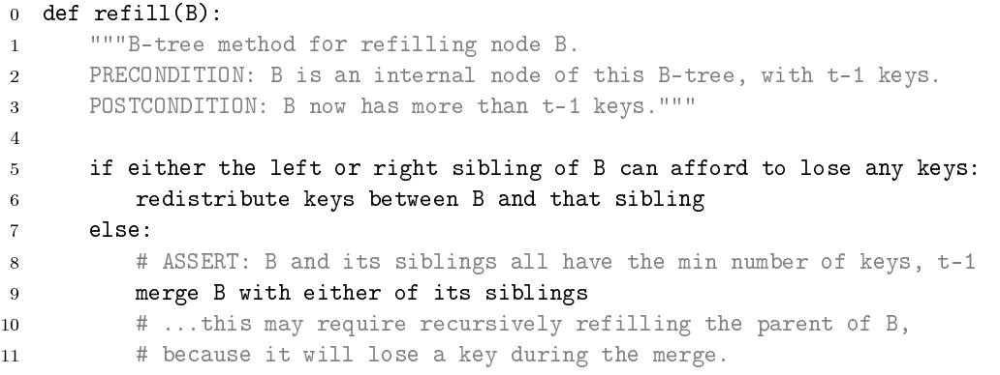 0 def refill(B):
1 """B-tree method for refilling node B.
2 PRECONDITION: B is an internal node of this B-tree, with t-1 keys.
3 POSTCONDITION: B now has more than t-1 keys."""
4
5 if either the left or right sibling of B can afford to lose any keys:
6 redistribute keys between B and that sibling
7 else:
8 # ASSERT: B and its siblings all have the min number of keys, t-1
9 merge B with either of its siblings
10 # ...this may require recursively refilling the parent of B,
11 # because it will lose a key during the merge.